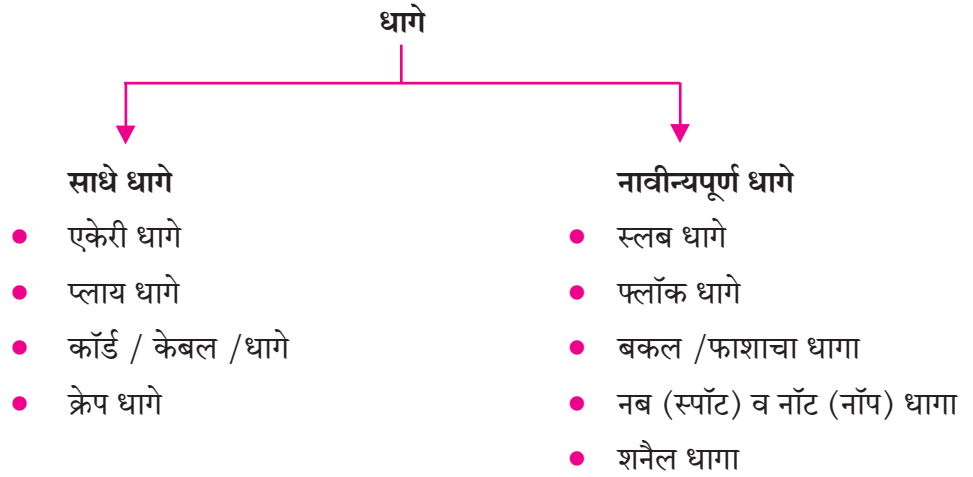 धागे
साधे धागे
● एकेरी धागे
● प्लाय धागे
● कॉर्ड / केबल /धागे
● क्रेप धागे
नावीन्यपूर्ण धागे
● स्लब धागे
● फ्लॉक धागे
● बकल /फाशाचा धागा
● नब (स्पॉट) व नॉट (नॉप) धागा
● शनैल धागा